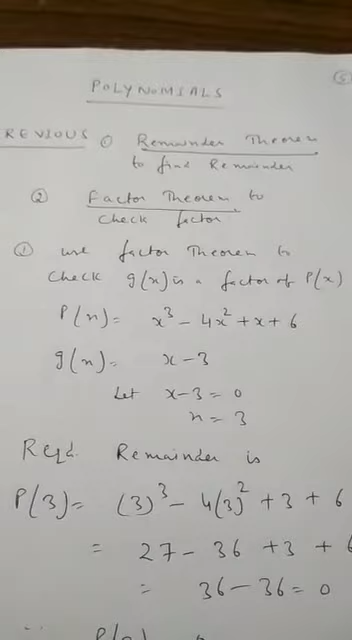 POLYNOMIALS
5
REVIOUS ① Remainder Theorem
to find Remainder
② Factor Theorem to
check factor
① use factor Theorem to
check g(x) is a factor of P(x)
P(x) = x³ - 4x² + x + 6
g(x) = x - 3
Let x - 3 = 0
x = 3
Reqd. Remainder is
P(3) = (3)³ - 4(3)² + 3 + 6
= 27 - 36 + 3 + 6
= 36 - 36 = 0